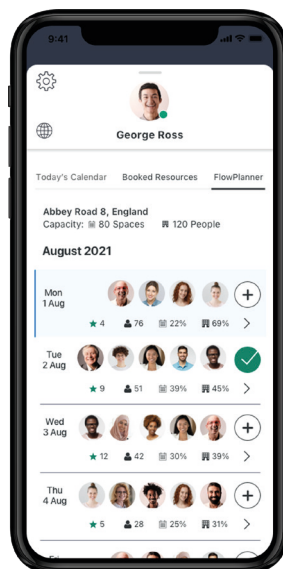 9:41
George Ross
Today's Calendar Booked Resources FlowPlanner
Abbey Road 8, England
Capacity: 80 Spaces 120 People
August 2021
Mon
1 Aug
4 76 22% 69%
Tue
2 Aug
9 51 39% 45%
Wed
3 Aug
12 42 30% 39%
Thu
4 Aug
5 28 25% 31%